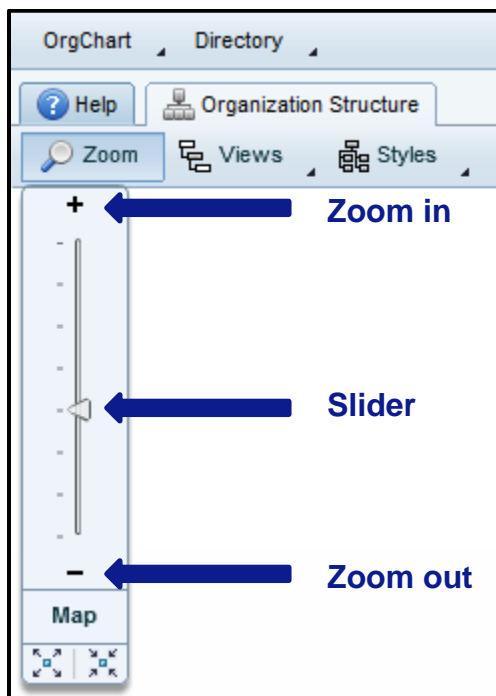 OrgChart Directory
Help Organization Structure
Zoom Views Styles
+ Zoom in
Slider
− Zoom out
Map